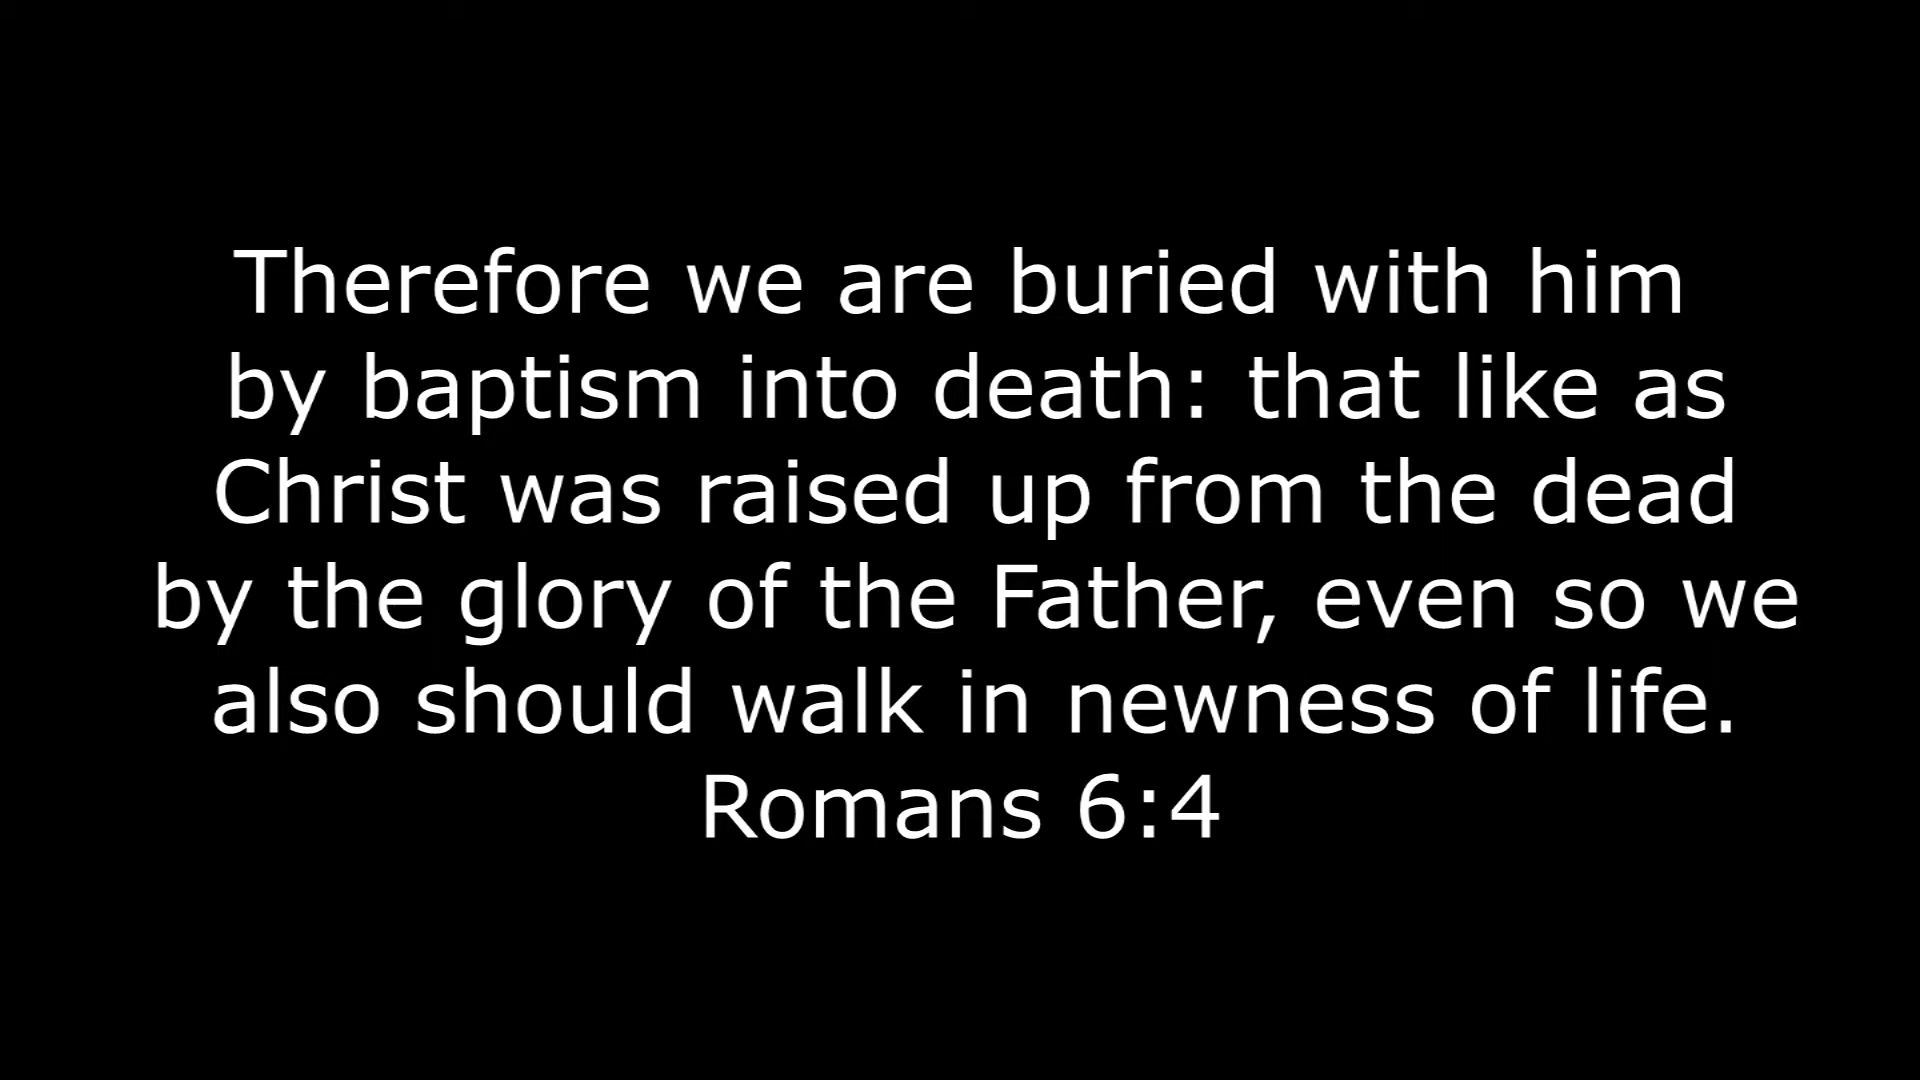 Therefore we are buried with him
by baptism into death: that like as
Christ was raised up from the dead
by the glory of the Father, even so we
also should walk in newness of life.
Romans 6:4